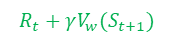 R_t + γV_w(S_{t+1})